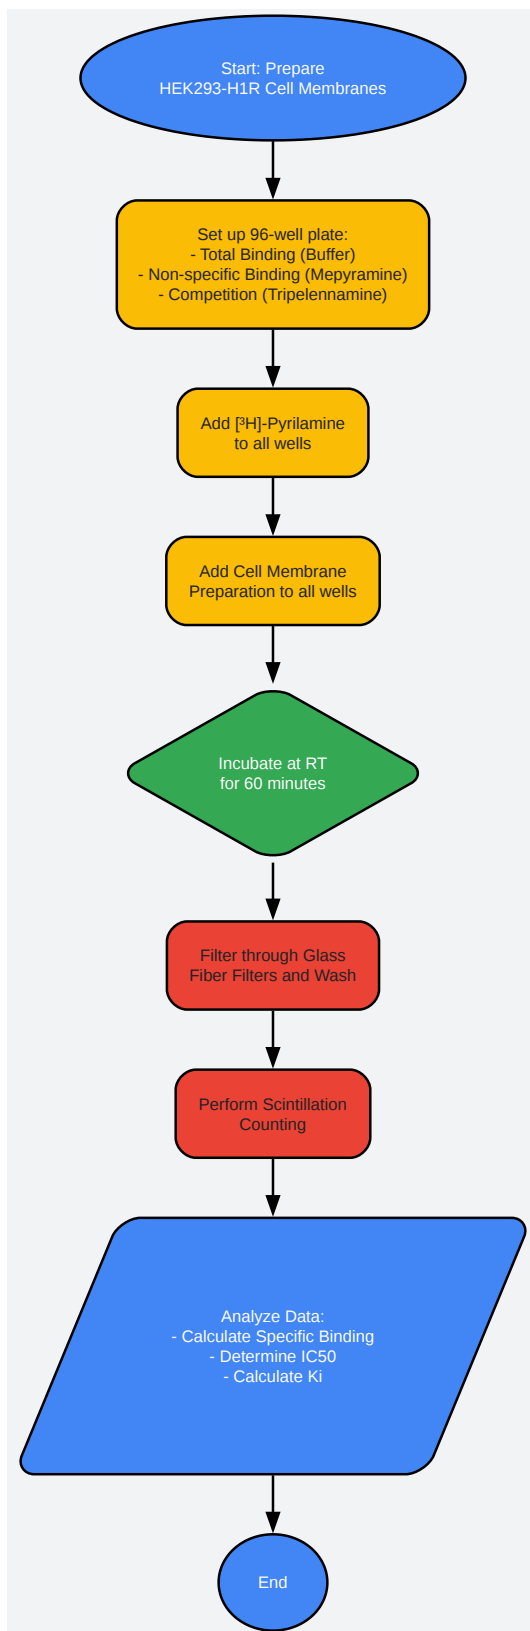 Start: Prepare
HEK293-H1R Cell Membranes
Set up 96-well plate:
- Total Binding (Buffer)
- Non-specific Binding (Mepyramine)
- Competition (Tripelennamine)
Add [³H]-Pyrilamine
to all wells
Add Cell Membrane
Preparation to all wells
Incubate at RT
for 60 minutes
Filter through Glass
Fiber Filters and Wash
Perform Scintillation
Counting
Analyze Data:
- Calculate Specific Binding
- Determine IC50
- Calculate Ki
End